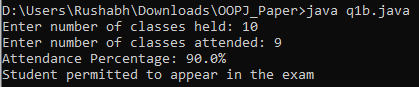 D:\Users\Rushabh\Downloads\OOPJ_Paper>java q1b.java
Enter number of classes held: 10
Enter number of classes attended: 9
Attendance Percentage: 90.0%
Student permitted to appear in the exam